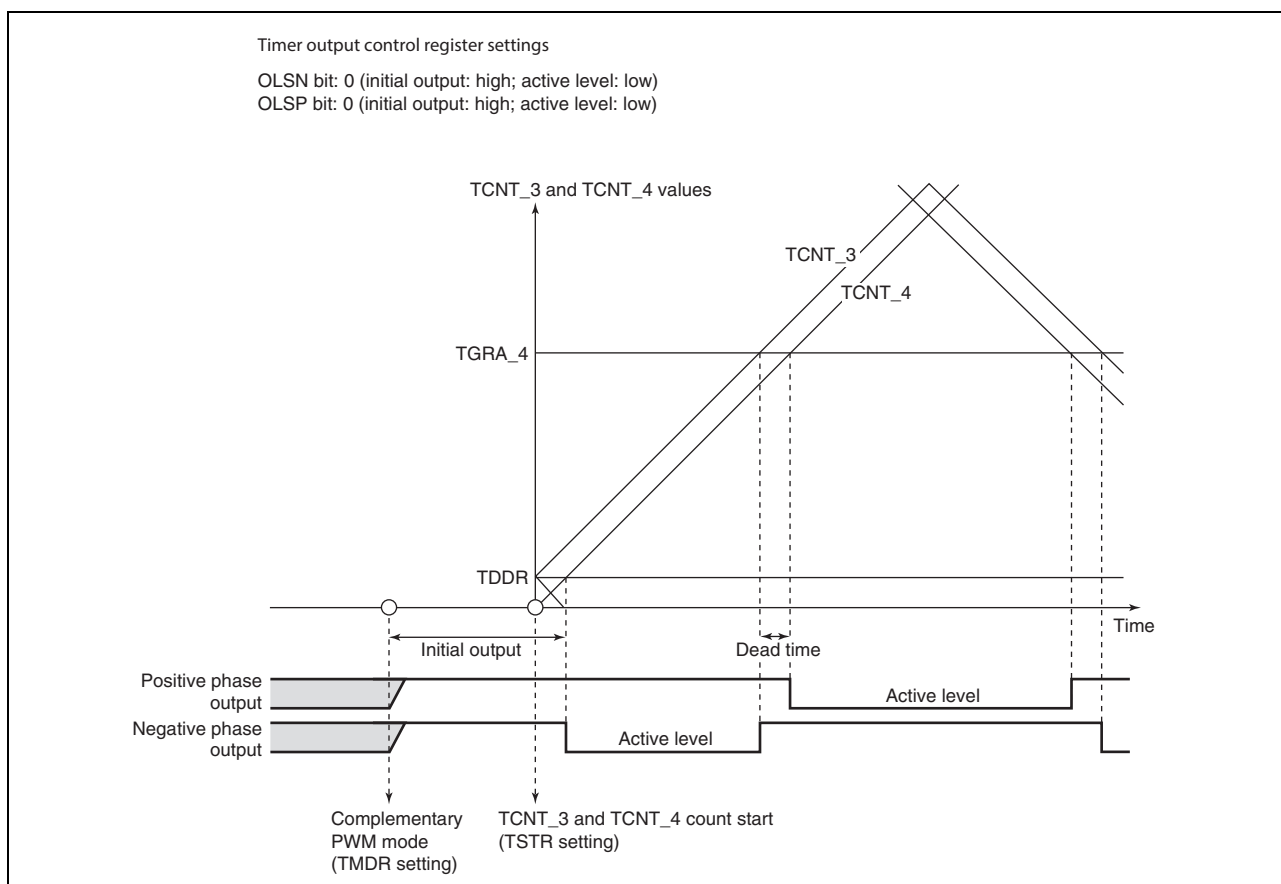 Timer output control register settings
OLSN bit: 0 (initial output: high; active level: low)
OLSP bit: 0 (initial output: high; active level: low)
TCNT_3 and TCNT_4 values
TCNT_3
TCNT_4
TGRA_4
TDDR
Time
Initial output
Dead time
Positive phase
output
Active level
Negative phase
output
Active level
Complementary
PWM mode
(TMDR setting)
TCNT_3 and TCNT_4 count start
(TSTR setting)